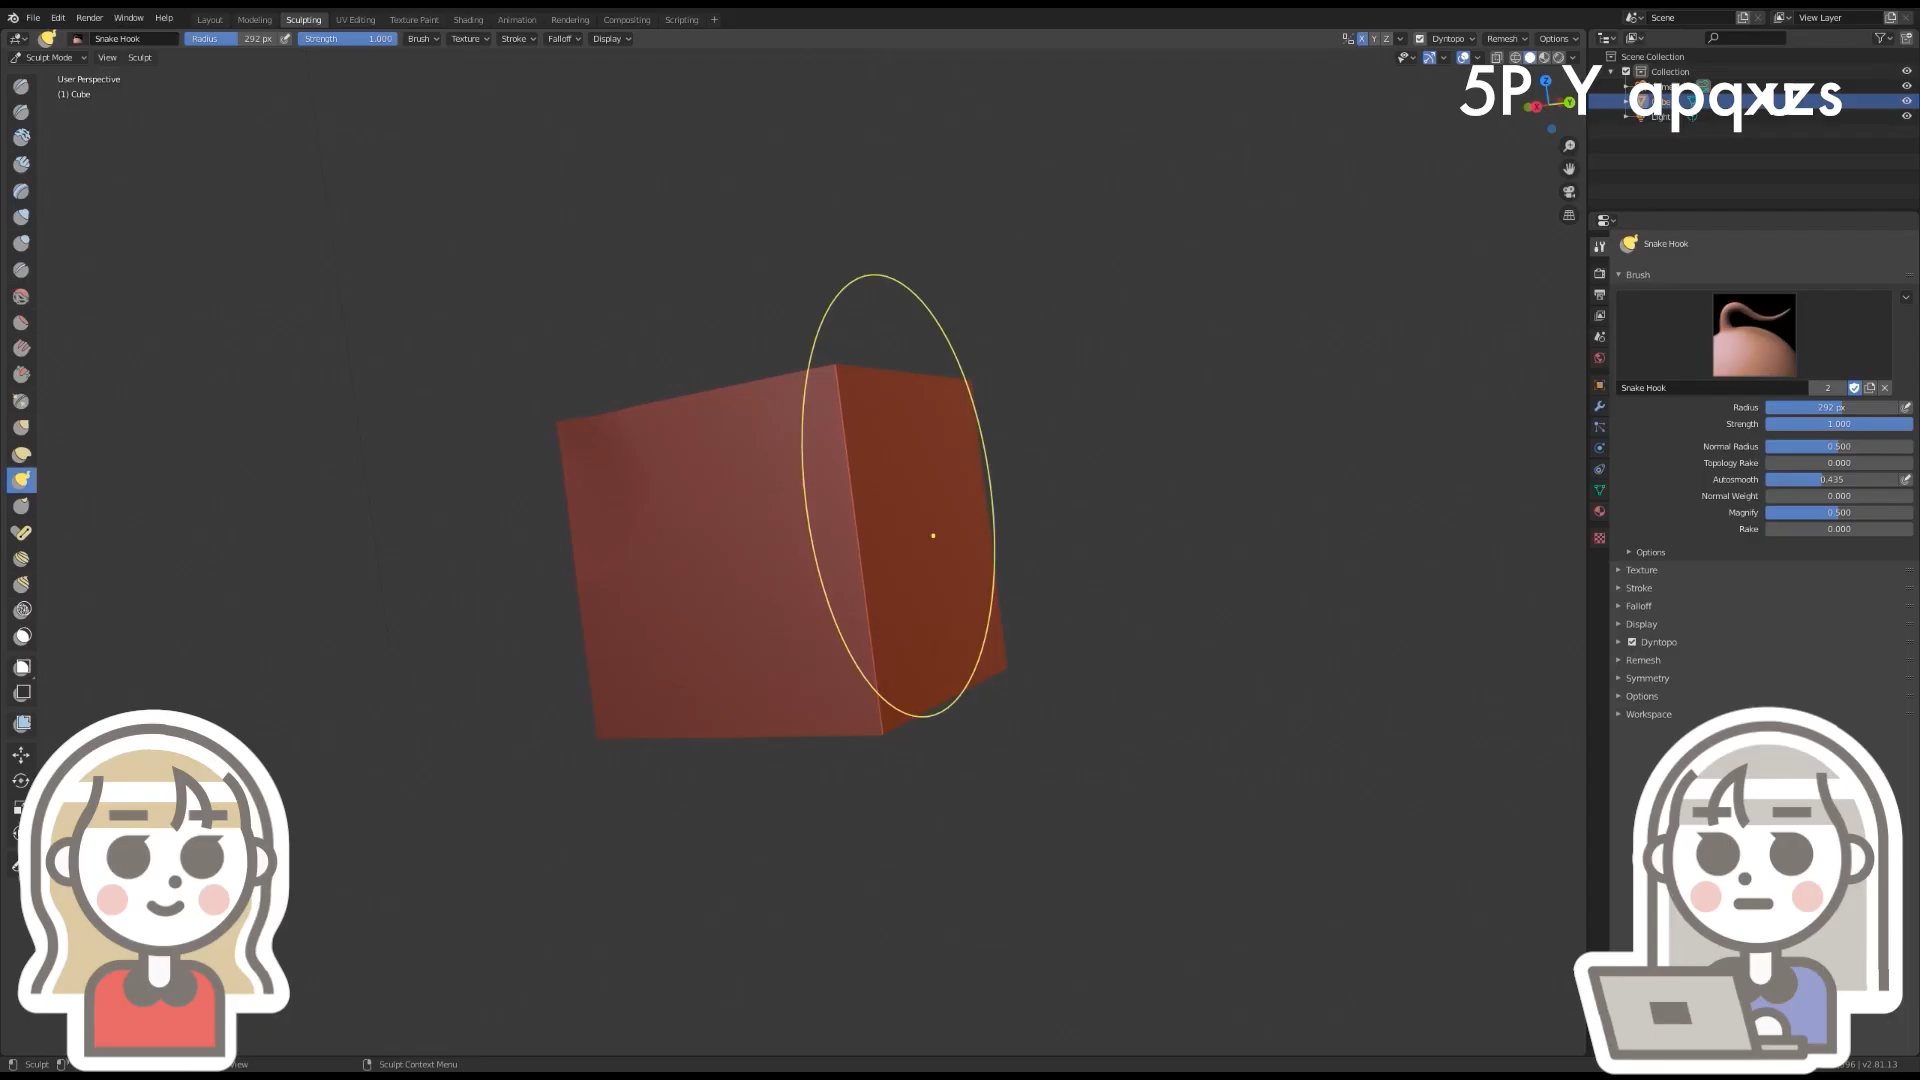 File Edit Render Window Help Layout Modeling Sculpting UV Editing Texture Paint Shading Animation Rendering Compositing Scripting + Scene View Layer
Snake Hook Radius 292 px Strength 1.000 Brush Texture Stroke Falloff Display X Y Z Dyntopo Remesh Options
Sculpt Mode View Sculpt
User Perspective
(1) Cube
Scene Collection
Collection
Light
5P Y
Z
X
Y
Snake Hook
Brush
Snake Hook 2
Radius 292 px
Strength 1.000
Normal Radius 0.500
Topology Rake 0.000
Autosmooth 0.435
Normal Weight 0.000
Magnify 0.500
Rake 0.000
Options
Texture
Stroke
Falloff
Display
Dyntopo
Remesh
Symmetry
Options
Workspace
Sculpt
Sculpt Context Menu
v2.81.13